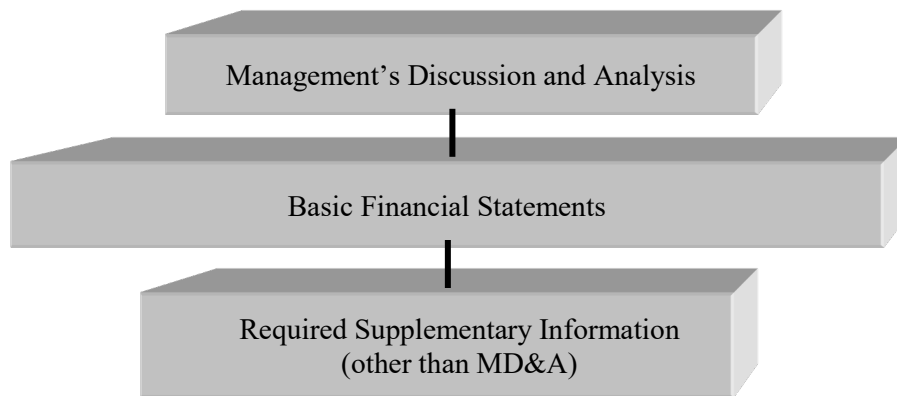 Management’s Discussion and Analysis
Basic Financial Statements
Required Supplementary Information
(other than MD&A)